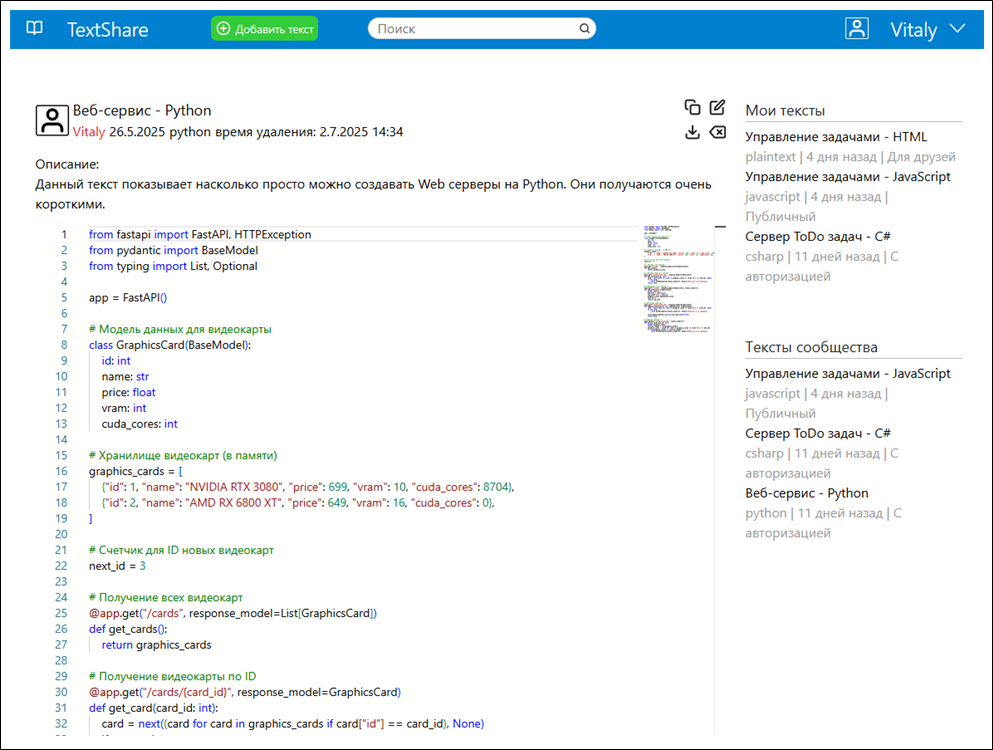 TextShare
Добавить текст
Поиск
Vitaly
Веб-сервис - Python
Vitaly 26.5.2025 python время удаления: 2.7.2025 14:34
Описание:
Данный текст показывает насколько просто можно создавать Web серверы на Python. Они получаются очень
короткими.
1 from fastapi import FastAPI, HTTPException
2 from pydantic import BaseModel
3 from typing import List, Optional
4
5 app = FastAPI()
6
7 # Модель данных для видеокарты
8 class GraphicsCard(BaseModel):
9 id: int
10 name: str
11 price: float
12 vram: int
13 cuda_cores: int
14
15 # Хранилище видеокарт (в памяти)
16 graphics_cards = [
17 {"id": 1, "name": "NVIDIA RTX 3080", "price": 699, "vram": 10, "cuda_cores": 8704},
18 {"id": 2, "name": "AMD RX 6800 XT", "price": 649, "vram": 16, "cuda_cores": 0},
19 ]
20
21 # Счетчик для ID новых видеокарт
22 next_id = 3
23
24 # Получение всех видеокарт
25 @app.get("/cards", response_model=List[GraphicsCard])
26 def get_cards():
27 return graphics_cards
28
29 # Получение видеокарты по ID
30 @app.get("/cards/{card_id}", response_model=GraphicsCard)
31 def get_card(card_id: int):
32 card = next((card for card in graphics_cards if card["id"] == card_id), None)
Мои тексты
Управление задачами - HTML
plaintext | 4 дня назад | Для друзей
Управление задачами - JavaScript
javascript | 4 дня назад |
Публичный
Сервер ToDo задач - C#
csharp | 11 дней назад | С
авторизацией
Тексты сообщества
Управление задачами - JavaScript
javascript | 4 дня назад |
Публичный
Сервер ToDo задач - C#
csharp | 11 дней назад | С
авторизацией
Веб-сервис - Python
python | 11 дней назад | С
авторизацией